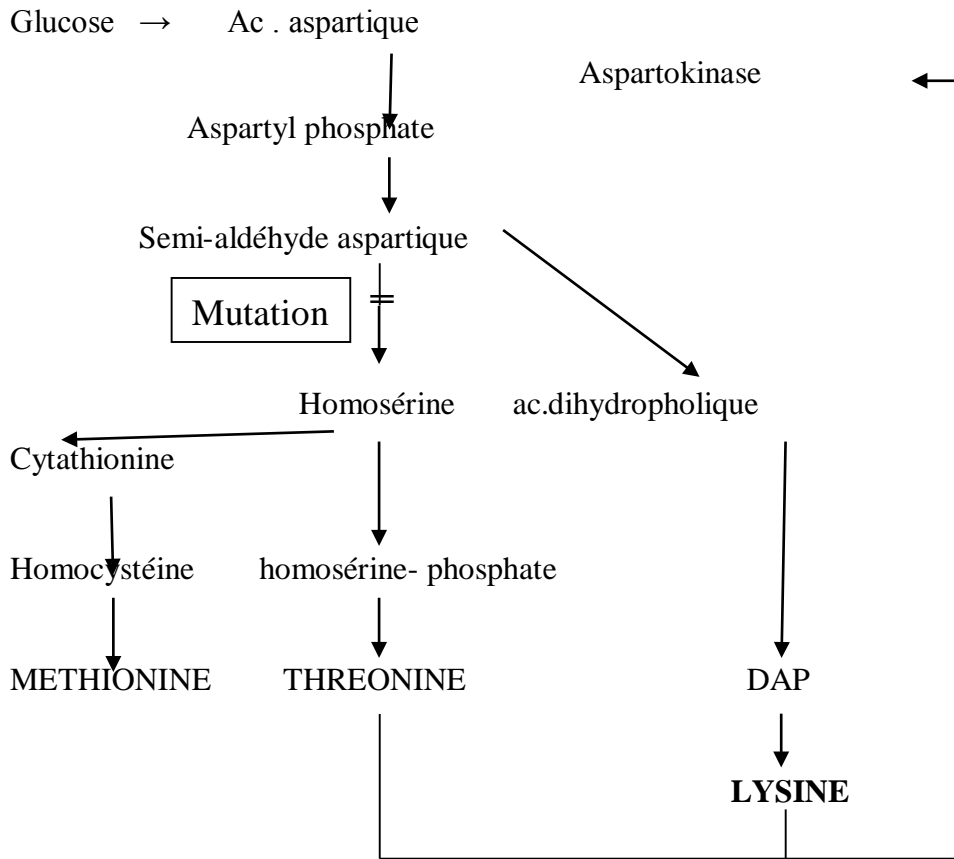 Glucose → Ac . aspartique
Aspartokinase
Aspartyl phosphate
Semi-aldéhyde aspartique
Mutation
Homosérine ac.dihydropholique
Cytathionine
Homocystéine homosérine- phosphate
METHIONINE THREONINE DAP
LYSINE